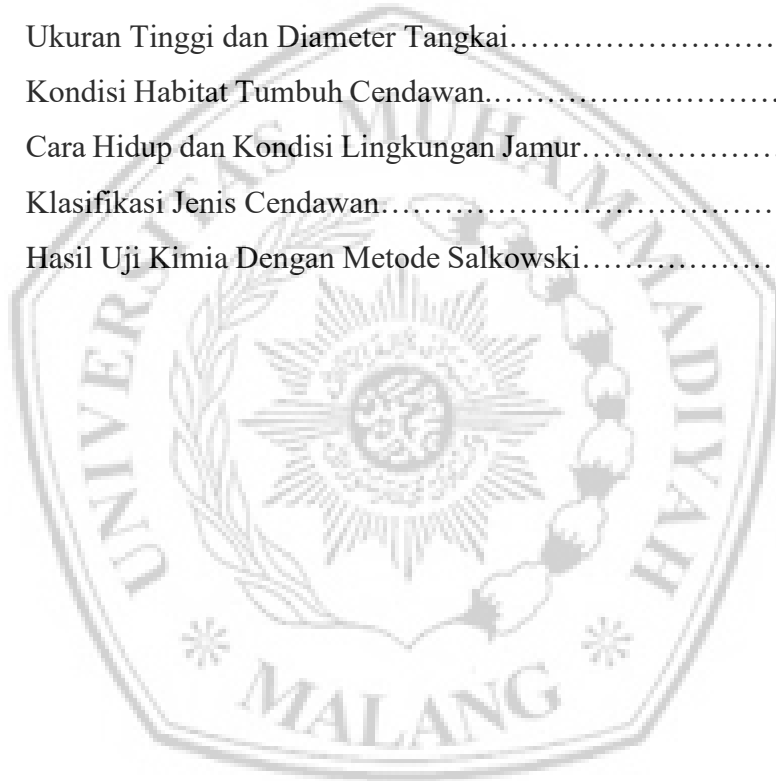 Ukuran Tinggi dan Diameter Tangkai……………………
Kondisi Habitat Tumbuh Cendawan………………………
Cara Hidup dan Kondisi Lingkungan Jamur………………
Klasifikasi Jenis Cendawan…………………………………
Hasil Uji Kimia Dengan Metode Salkowski………………
UNIVERSITAS MUHAMMADIYAH
MALANG